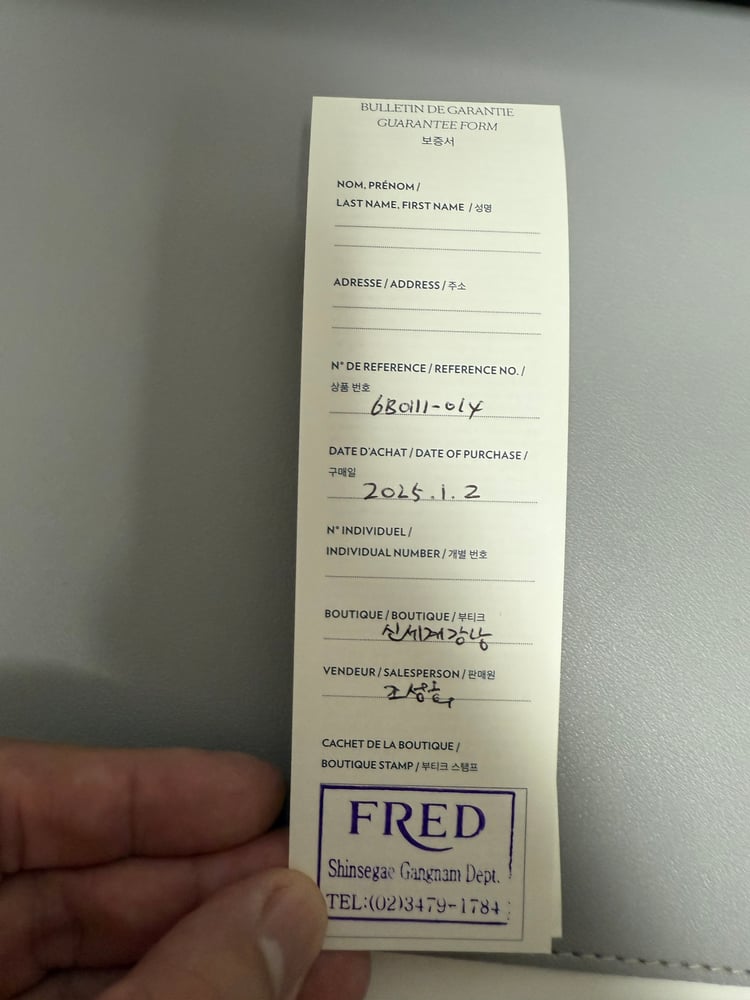 BULLETIN DE GARANTIE
GUARANTEE FORM
보증서
NOM, PRÉNOM /
LAST NAME, FIRST NAME / 성명
ADRESSE / ADDRESS / 주소
N° DE REFERENCE / REFERENCE NO. /
상품 번호
6B0111-014
DATE D'ACHAT / DATE OF PURCHASE /
구매일
2025.1.2
N° INDIVIDUEL /
INDIVIDUAL NUMBER / 개별 번호
BOUTIQUE / BOUTIQUE / 부티크
신세계강남
VENDEUR / SALESPERSON / 판매원
CACHET DE LA BOUTIQUE /
BOUTIQUE STAMP / 부티크 스탬프
FRED
Shinsegae Gangnam Dept.
TEL:(02)3479-1784